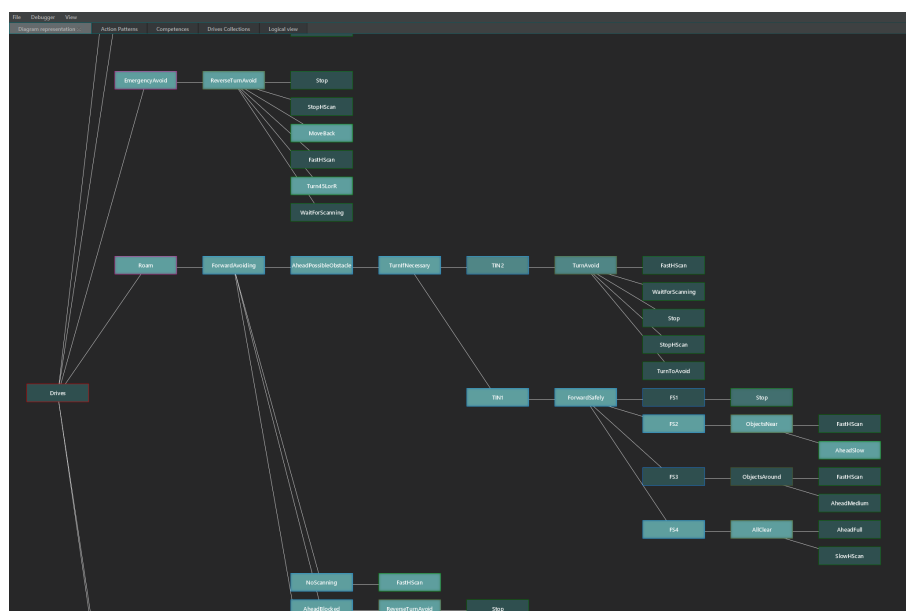 File Debugger View
Diagram representation Action Patterns Competences Drives Collections Logical view
EmergencyAvoid ReverseTurnAvoid Stop
StopHScan
MoveBack
FastHScan
Turn45LorR
WaitForScanning
Roam ForwardAvoiding AheadPossibleObstacle TurnIfNecessary TIN2 TurnAvoid FastHScan
WaitForScanning
Stop
StopHScan
TurnToAvoid
Drives
TIN1 ForwardSafely FS1 Stop
FS2 ObjectsNear FastHScan
AheadSlow
FS3 ObjectsAround FastHScan
AheadMedium
FS4 AllClear AheadFull
SlowHScan
NoScanning FastHScan
AheadBlocked ReverseTurnAvoid Stop